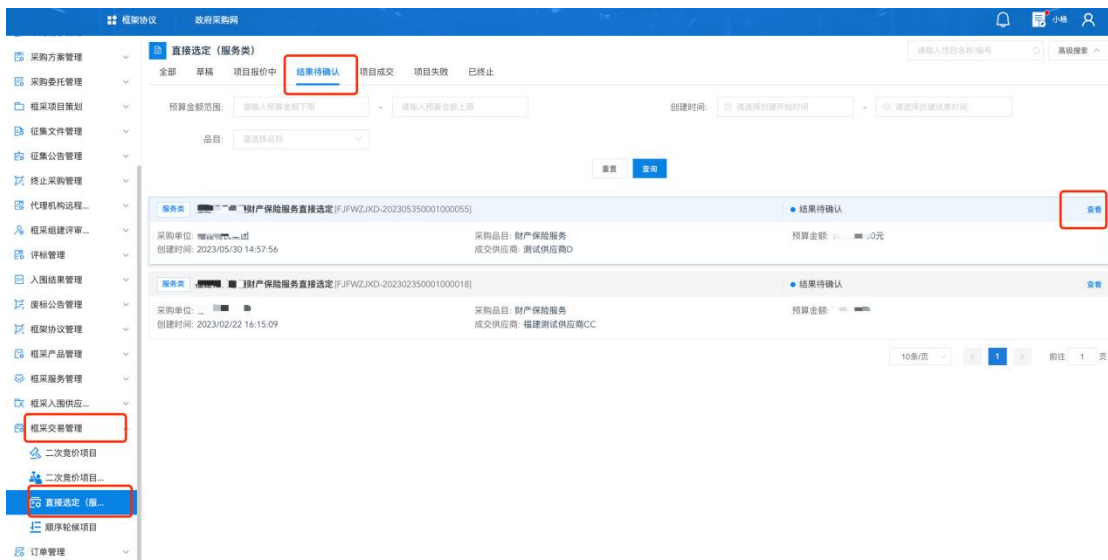 框架协议 政府采购网 小杨
采购方案管理
采购委托管理
框采项目策划
征集文件管理
征集公告管理
终止采购管理
代理机构远程...
框采组建评审...
评标管理
入围结果管理
废标公告管理
框架协议管理
框采产品管理
框采服务管理
框采入围供应...
框采交易管理
二次竞价项目
二次竞价项目...
直接选定（服...
顺序轮候项目
订单管理
直接选定（服务类） 请输入项目名称/编号 高级搜索
全部 草稿 项目报价中 结果待确认 项目成交 项目失败 已终止
预算金额范围: 请输入预算金额下限 - 请输入预算金额上限 创建时间: 请选择创建开始时间 - 请选择创建结束时间
品目: 请选择品目
重置 查询
服务类 财产保险服务直接选定[FJFWZJXD-202305350001000055] 结果待确认 查看
采购单位: 采购品目: 财产保险服务 预算金额: 0元
创建时间: 2023/05/30 14:57:56 成交供应商: 测试供应商D
服务类 财产保险服务直接选定[FJFWZJXD-202302350001000018] 结果待确认 查看
采购单位: 采购品目: 财产保险服务 预算金额:
创建时间: 2023/02/22 16:15:09 成交供应商: 福建测试供应商CC
10条/页 < 1 > 前往 1 页